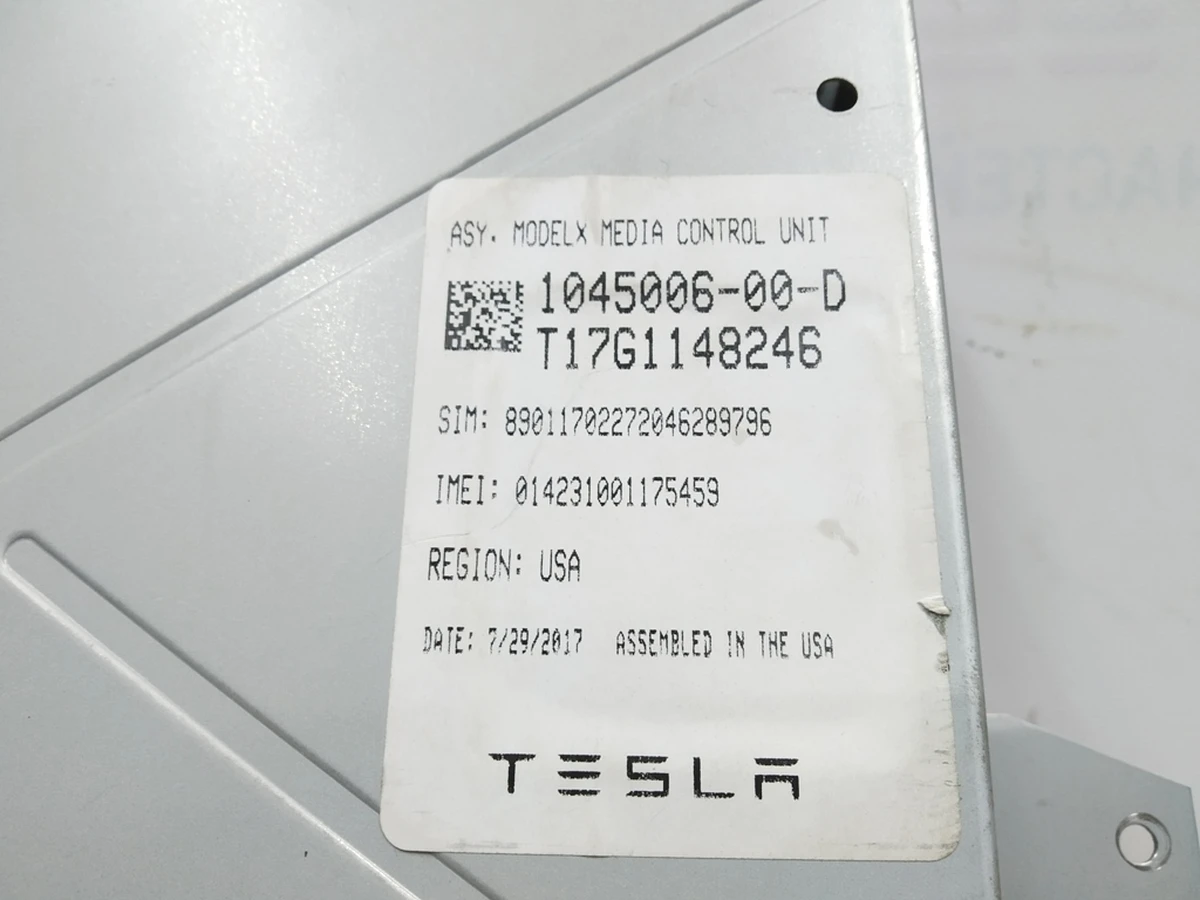 ASY. MODELX MEDIA CONTROL UNIT
1045006-00-D
T17G1148246
SIM: 89011702272046289796
IMEI: 014231001175459
REGION: USA
DATE: 7/29/2017 ASSEMBLED IN THE USA
TESLA